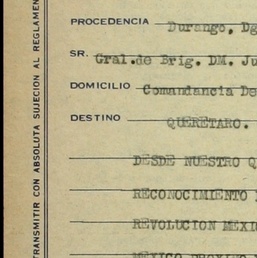 PROCEDENCIA Durango, Dg
SR. Gral.de Brig. DM. Ju
DOMICILIO Comandancia De
DESTINO QUERETARO.
DESDE NUESTRO Q
RECONOCIMIENTO
REVOLUCION MEXI
TRANSMITIR CON ABSOLUTA SUJECION AL REGLAMEN